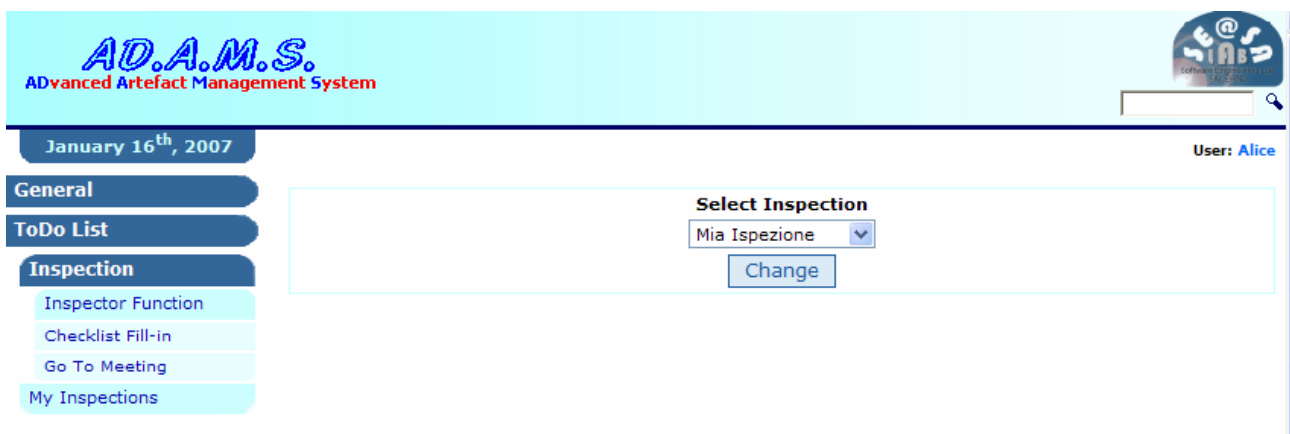 AD.A.M.S.
ADvanced Artefact Management System
January 16th, 2007
User: Alice
General
ToDo List
Inspection
Inspector Function
Checklist Fill-in
Go To Meeting
My Inspections
Select Inspection
Mia Ispezione
Change